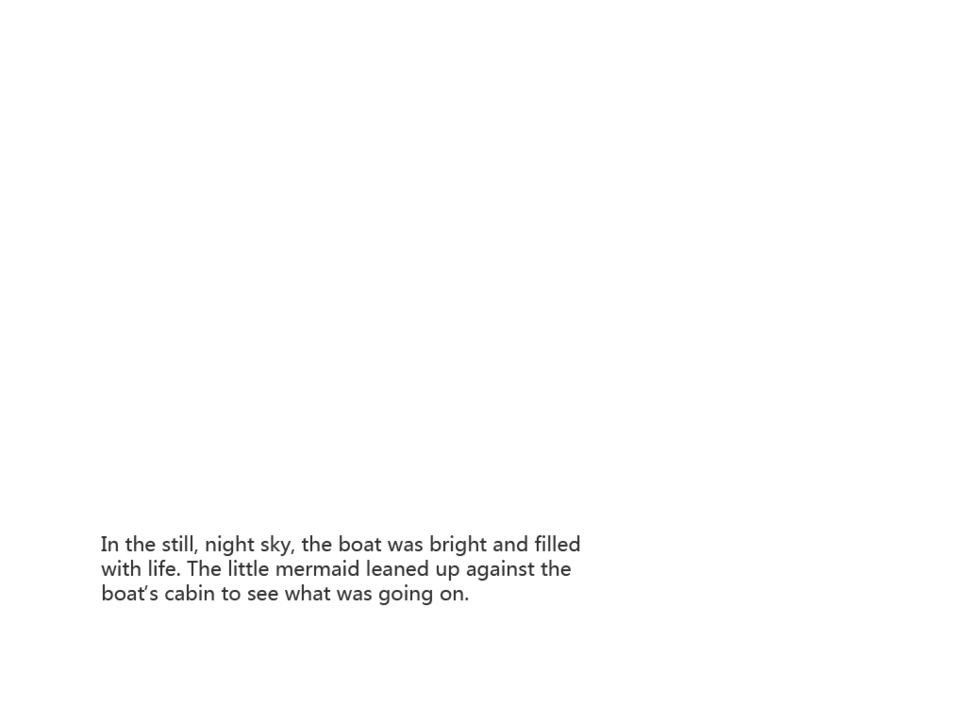 In the still, night sky, the boat was bright and filled
with life. The little mermaid leaned up against the
boat’s cabin to see what was going on.